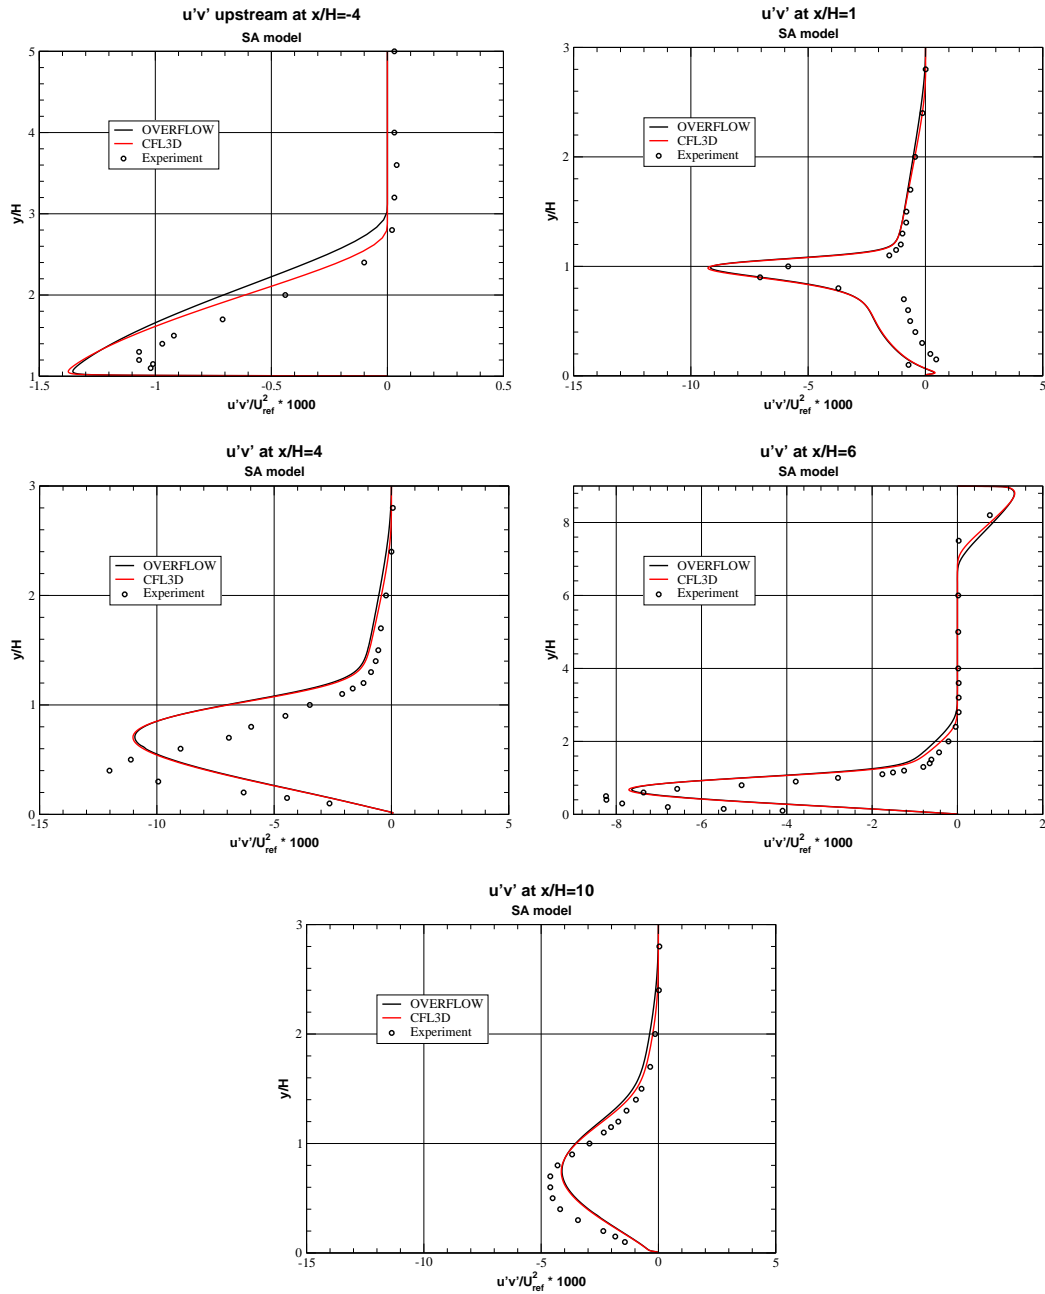 u'v' upstream at x/H=-4
SA model
5
4
3
2
1
y/H
OVERFLOW
CFL3D
Experiment
-1.5 -1 -0.5 0 0.5
u'v'/U²ref * 1000
u'v' at x/H=1
SA model
3
2
1
0
y/H
OVERFLOW
CFL3D
Experiment
-15 -10 -5 0 5
u'v'/U²ref * 1000
u'v' at x/H=4
SA model
3
2
1
0
y/H
OVERFLOW
CFL3D
Experiment
-15 -10 -5 0 5
u'v'/U²ref * 1000
u'v' at x/H=6
SA model
8
6
4
2
0
y/H
OVERFLOW
CFL3D
Experiment
-8 -6 -4 -2 0 2
u'v'/U²ref * 1000
u'v' at x/H=10
SA model
3
2
1
0
y/H
OVERFLOW
CFL3D
Experiment
-15 -10 -5 0 5
u'v'/U²ref * 1000